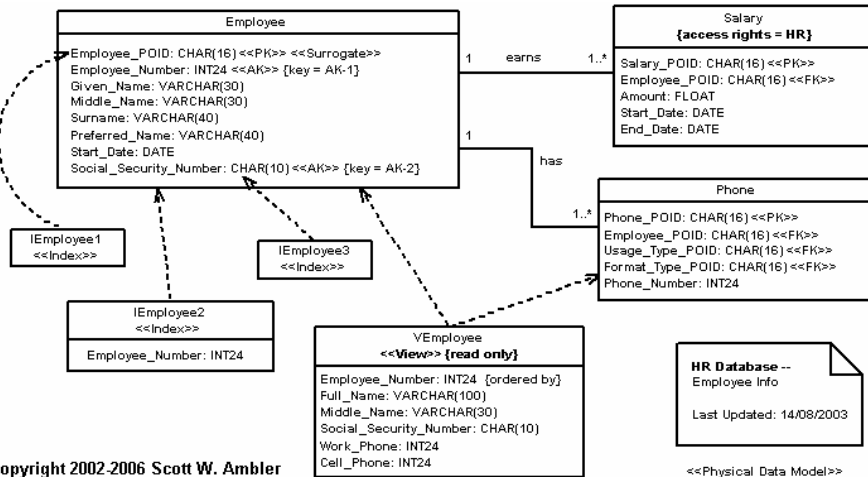 Employee
Employee_POID: CHAR(16) <<PK>> <<Surrogate>>
Employee_Number: INT24 <<AK>> {key = AK-1}
Given_Name: VARCHAR(30)
Middle_Name: VARCHAR(30)
Surname: VARCHAR(40)
Preferred_Name: VARCHAR(40)
Start_Date: DATE
Social_Security_Number: CHAR(10) <<AK>> {key = AK-2}
1 earns 1..*
Salary
{access rights = HR}
Salary_POID: CHAR(16) <<PK>>
Employee_POID: CHAR(16) <<FK>>
Amount: FLOAT
Start_Date: DATE
End_Date: DATE
1
has
1..*
Phone
Phone_POID: CHAR(16) <<PK>>
Employee_POID: CHAR(16) <<FK>>
Usage_Type_POID: CHAR(16) <<FK>>
Format_Type_POID: CHAR(16) <<FK>>
Phone_Number: INT24
IEmployee1
<<Index>>
IEmployee3
<<Index>>
IEmployee2
<<Index>>
Employee_Number: INT24
VEmployee
<<View>> {read only}
Employee_Number: INT24 {ordered by}
Full_Name: VARCHAR(100)
Middle_Name: VARCHAR(30)
Social_Security_Number: CHAR(10)
Work_Phone: INT24
Cell_Phone: INT24
HR Database --
Employee Info
Last Updated: 14/08/2003
<<Physical Data Model>>
opyright 2002-2006 Scott W. Ambler